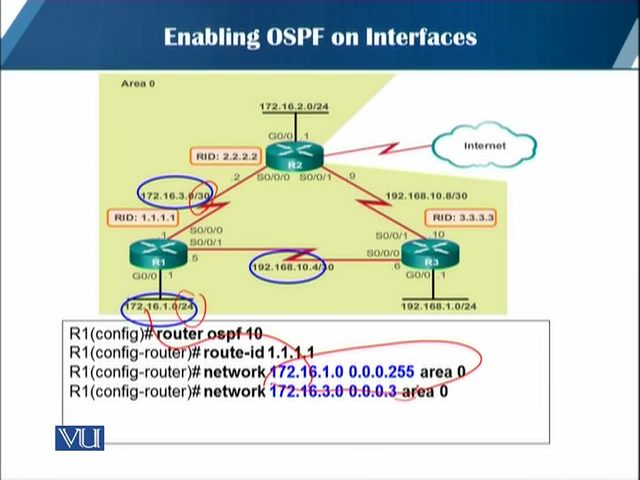 Enabling OSPF on Interfaces
Area 0
172.16.2.0/24
G0/0 .1
Internet
RID: 2.2.2.2
R2
.2 S0/0/0 S0/0/1 .9
172.16.3.0/30
192.168.10.8/30
RID: 1.1.1.1
RID: 3.3.3.3
.1 S0/0/0
S0/0/1 .10
S0/0/1
S0/0/0
R1
R3
.5
192.168.10.4/30
.6
G0/0 .1
G0/0 .1
172.16.1.0/24
192.168.1.0/24
R1(config)# router ospf 10
R1(config-router)# route-id 1.1.1.1
R1(config-router)# network 172.16.1.0 0.0.0.255 area 0
R1(config-router)# network 172.16.3.0 0.0.0.3 area 0
VU